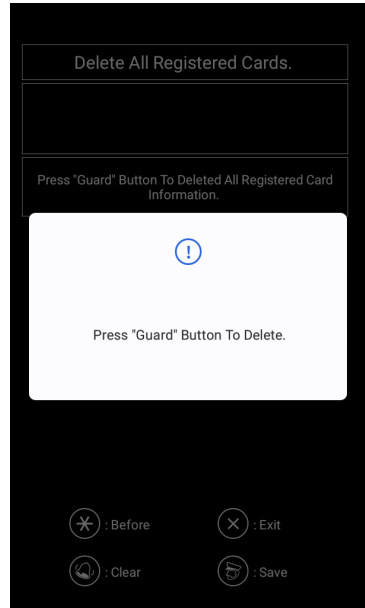 Delete All Registered Cards.
Press "Guard" Button To Deleted All Registered Card
Information.
Press "Guard" Button To Delete.
: Before
: Exit
: Clear
: Save